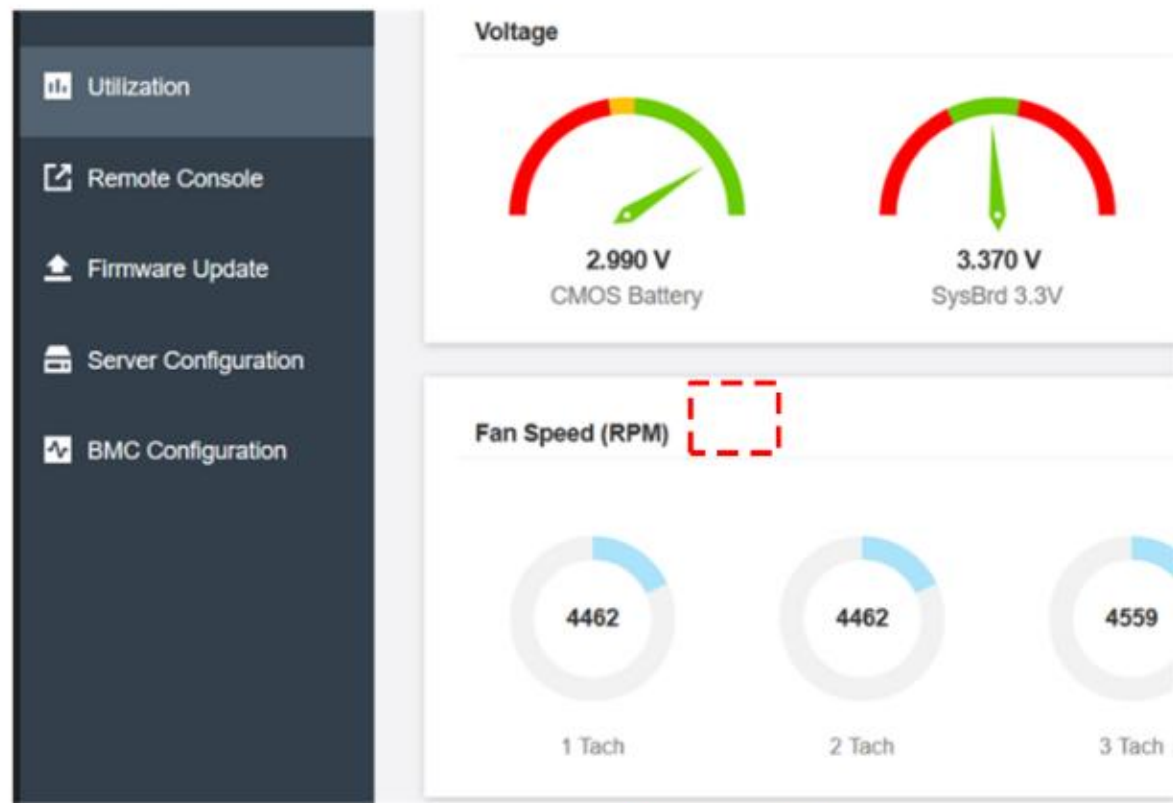 Utilization
Remote Console
Firmware Update
Server Configuration
BMC Configuration
Voltage
2.990 V
CMOS Battery
3.370 V
SysBrd 3.3V
Fan Speed (RPM)
4462
1 Tach
4462
2 Tach
4559
3 Tach